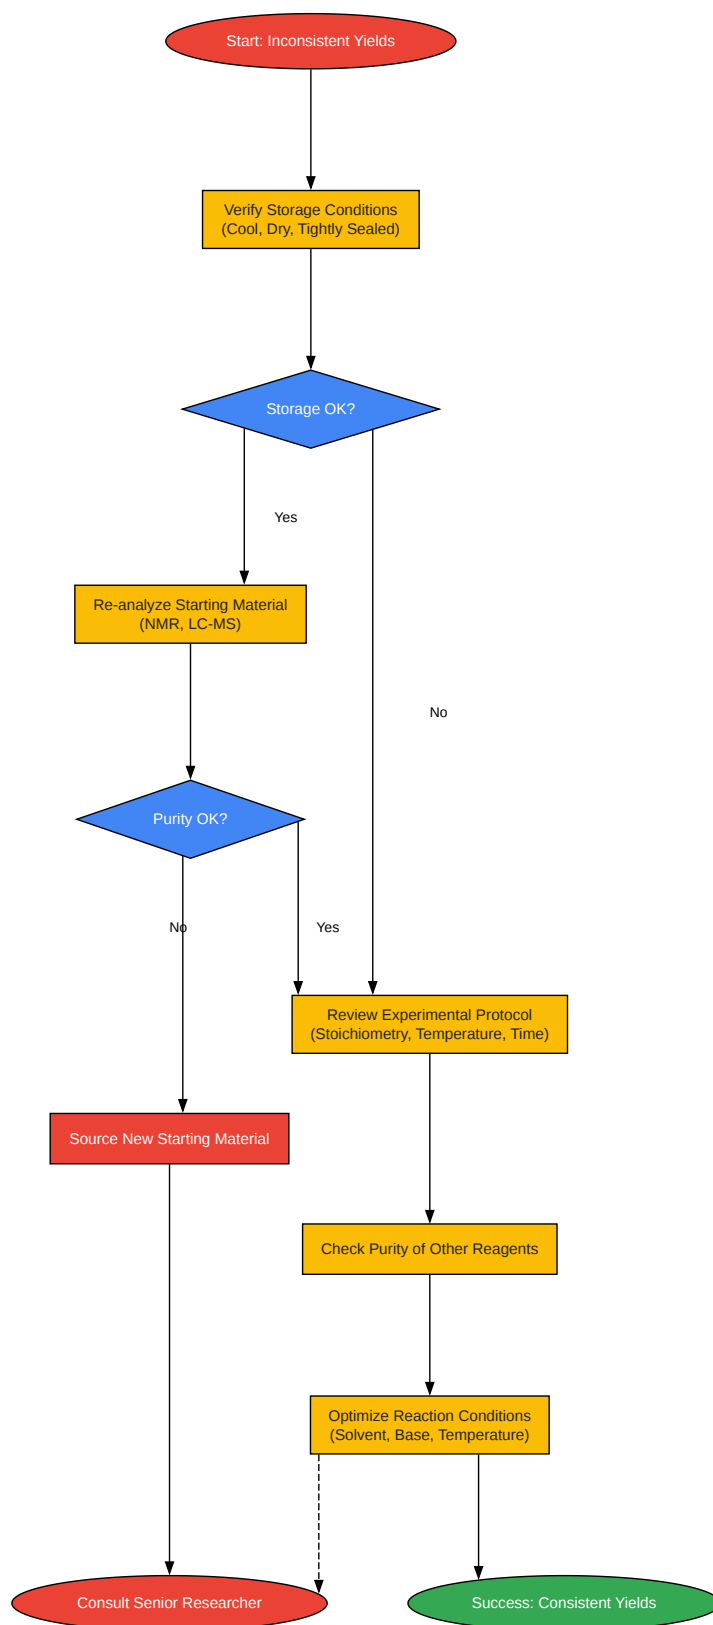 Start: Inconsistent Yields
Verify Storage Conditions
(Cool, Dry, Tightly Sealed)
Storage OK?
Yes
Re-analyze Starting Material
(NMR, LC-MS)
No
Purity OK?
No
Yes
Review Experimental Protocol
(Stoichiometry, Temperature, Time)
Source New Starting Material
Check Purity of Other Reagents
Optimize Reaction Conditions
(Solvent, Base, Temperature)
Consult Senior Researcher
Success: Consistent Yields